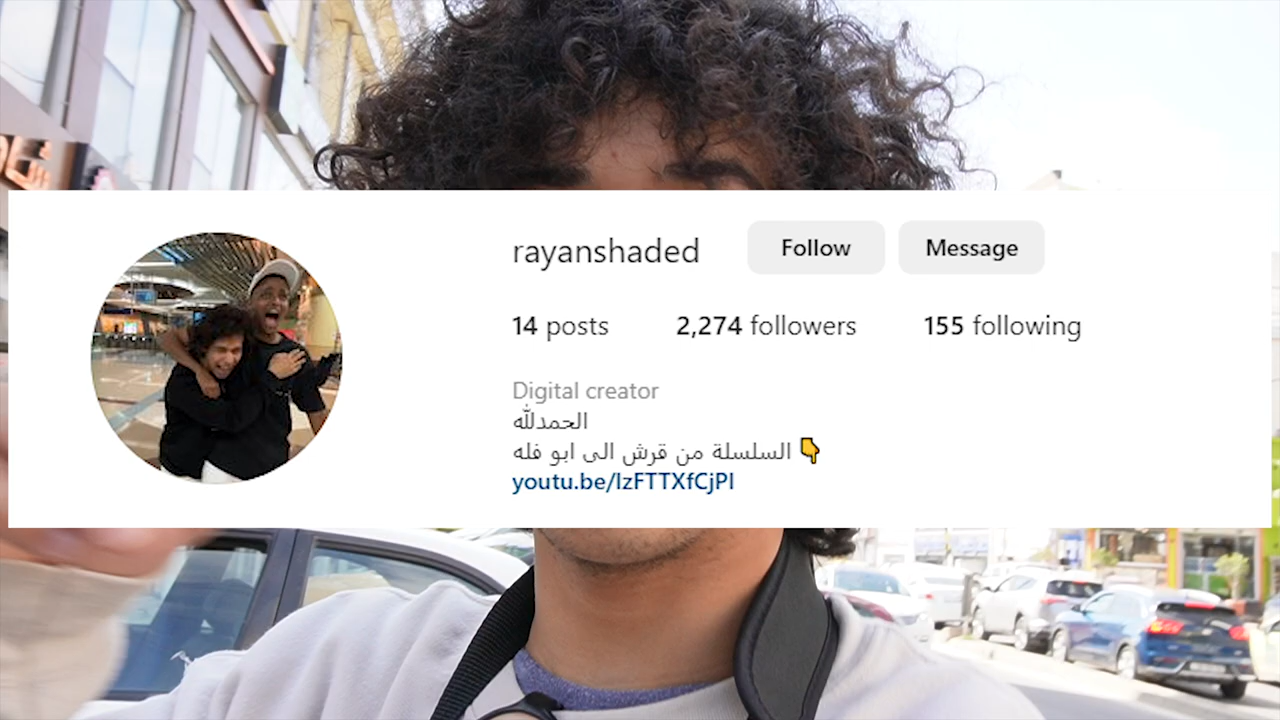 rayanshaded Follow Message
14 posts 2,274 followers 155 following
Digital creator
الحمدلله
السلسلة من قرش الى ابو فله 👇
youtu.be/IzFTTXfCjPI